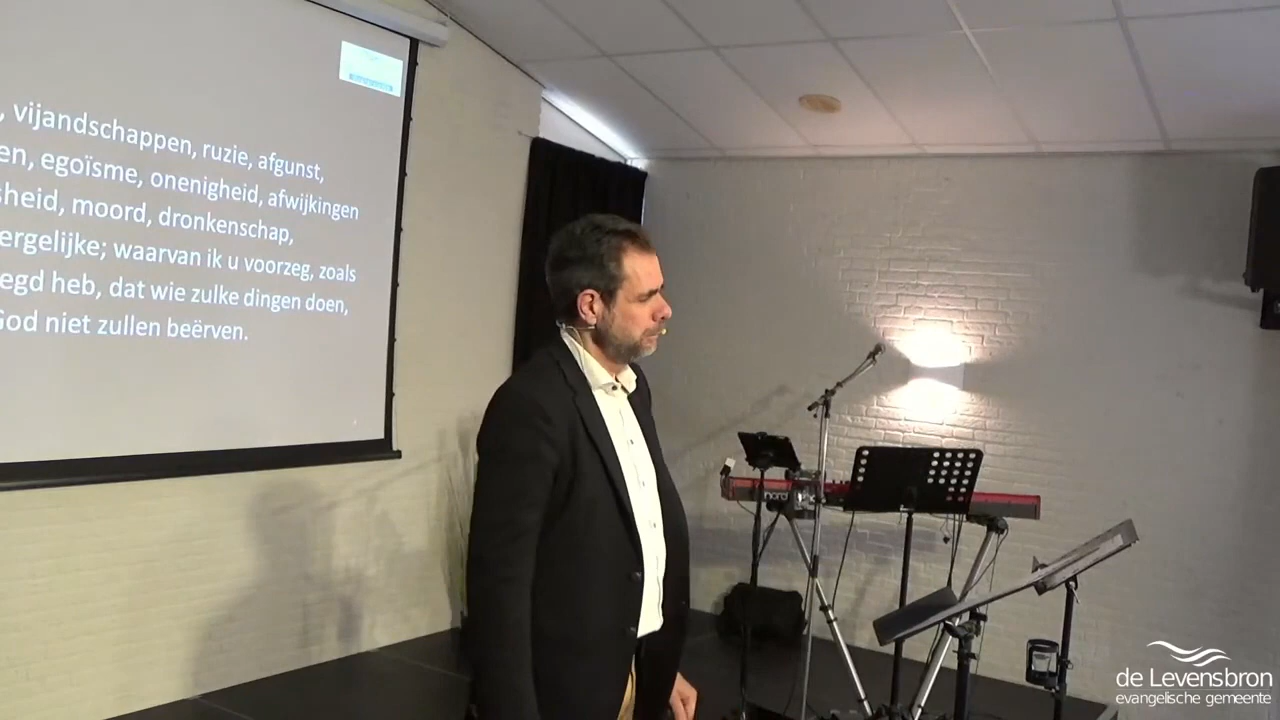 , vijandschappen, ruzie, afgunst,
en, egoïsme, onenigheid, afwijkingen
sheid, moord, dronkenschap,
ergelijke; waarvan ik u voorzeg, zoals
egd heb, dat wie zulke dingen doen,
God niet zullen beërven.
nord
de Levensbron
evangelische gemeente